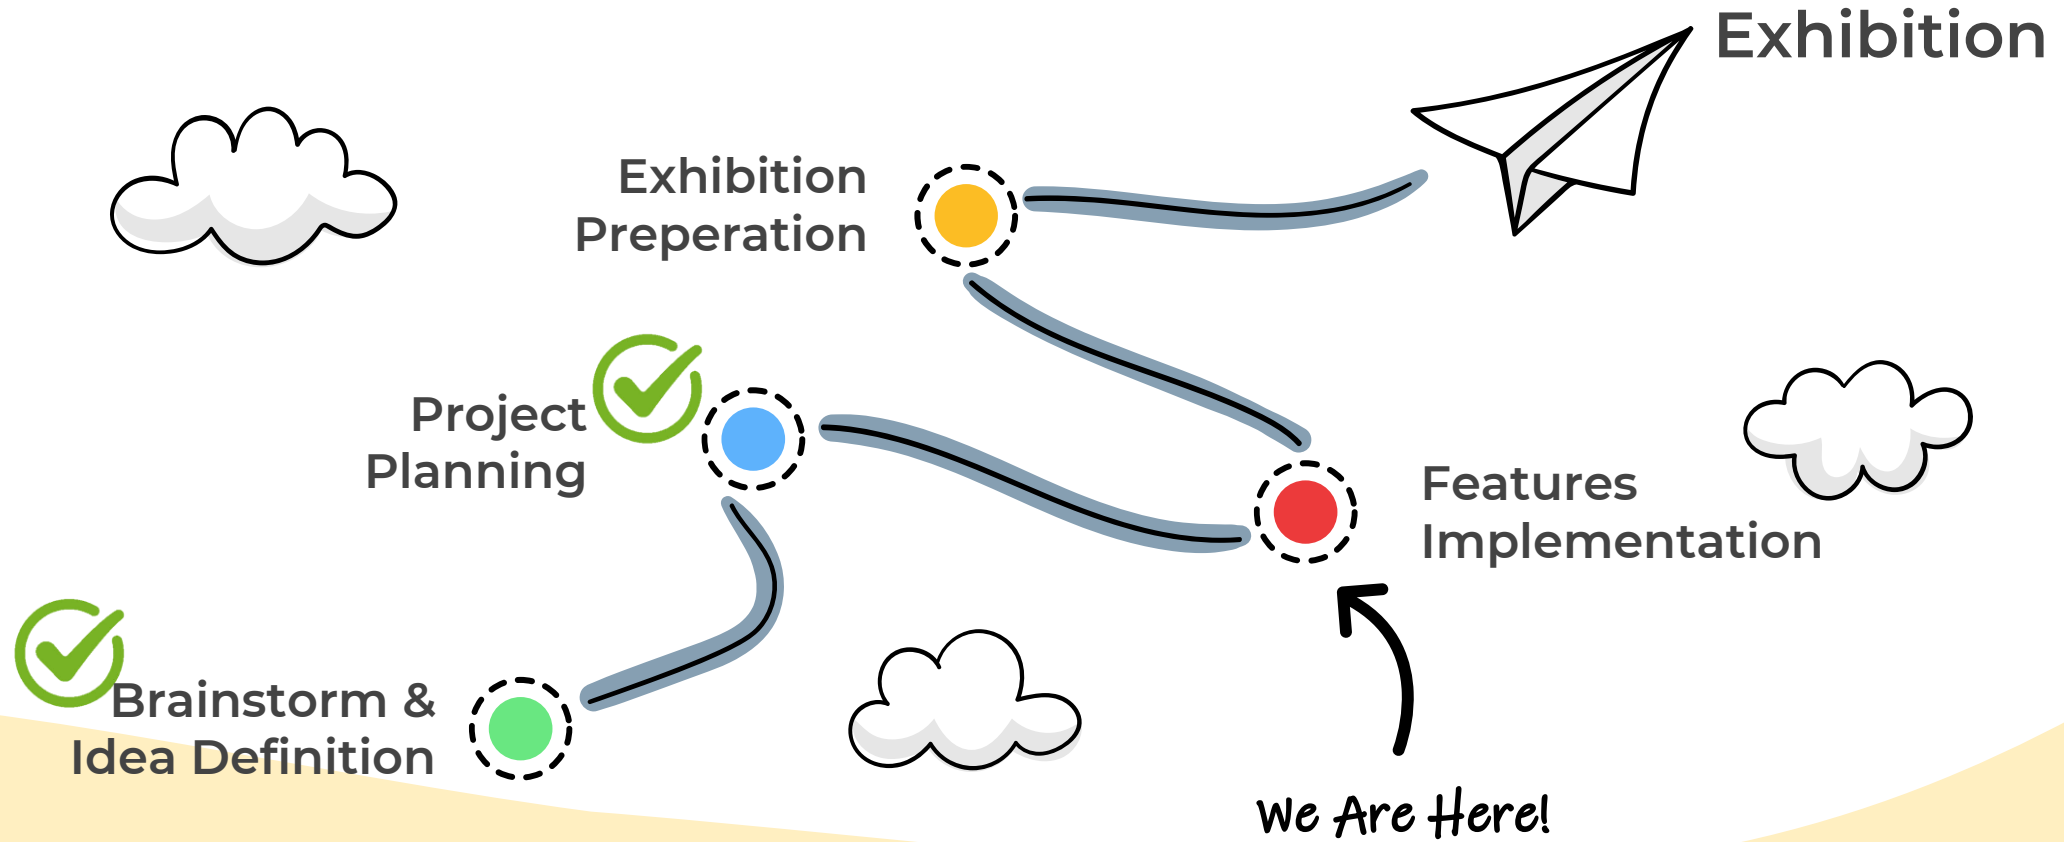 Exhibition
Exhibition
Preperation
Project
Planning
Features
Implementation
Brainstorm &
Idea Definition
We Are Here!